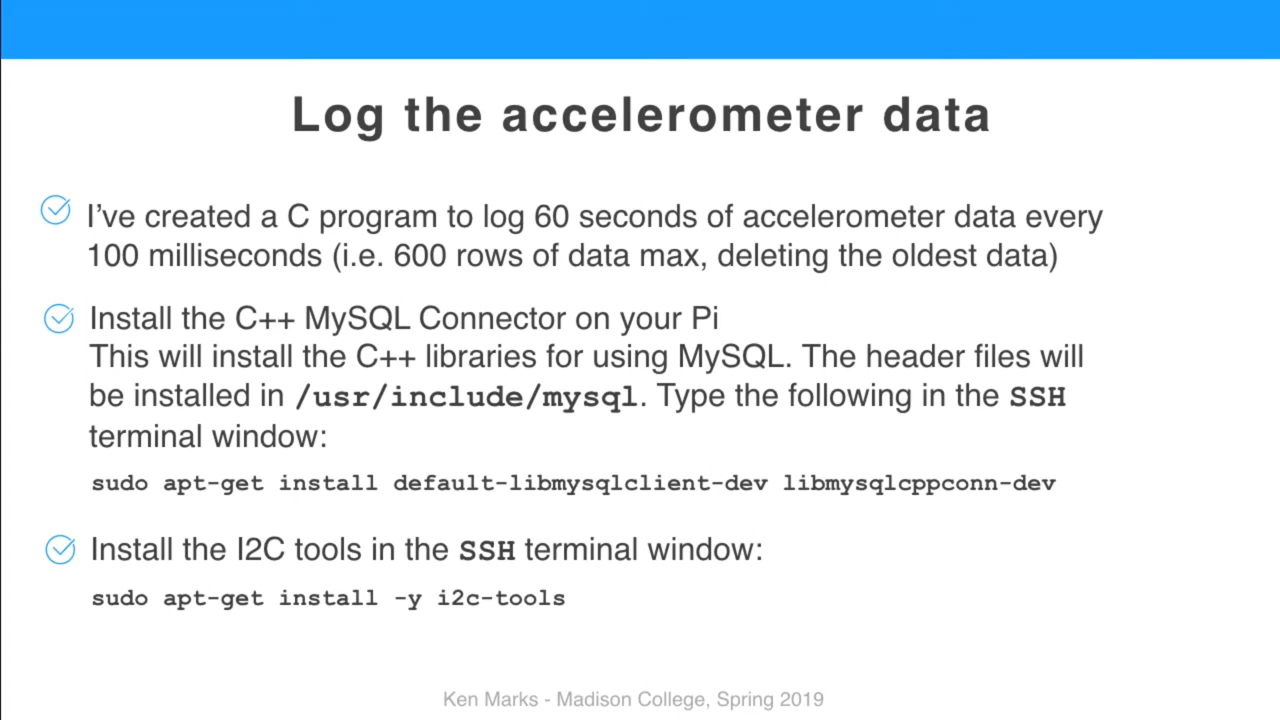 Log the accelerometer data
I’ve created a C program to log 60 seconds of accelerometer data every
100 milliseconds (i.e. 600 rows of data max, deleting the oldest data)
Install the C++ MySQL Connector on your Pi
This will install the C++ libraries for using MySQL. The header files will
be installed in /usr/include/mysql. Type the following in the SSH
terminal window:
sudo apt-get install default-libmysqlclient-dev libmysqlcppconn-dev
Install the I2C tools in the SSH terminal window:
sudo apt-get install -y i2c-tools
Ken Marks - Madison College, Spring 2019